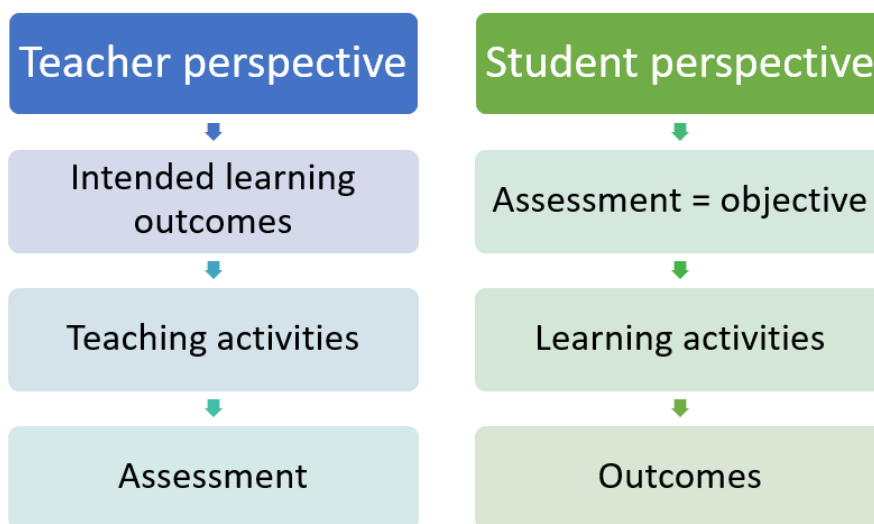 Teacher perspective
Intended learning
outcomes
Teaching activities
Assessment
Student perspective
Assessment = objective
Learning activities
Outcomes